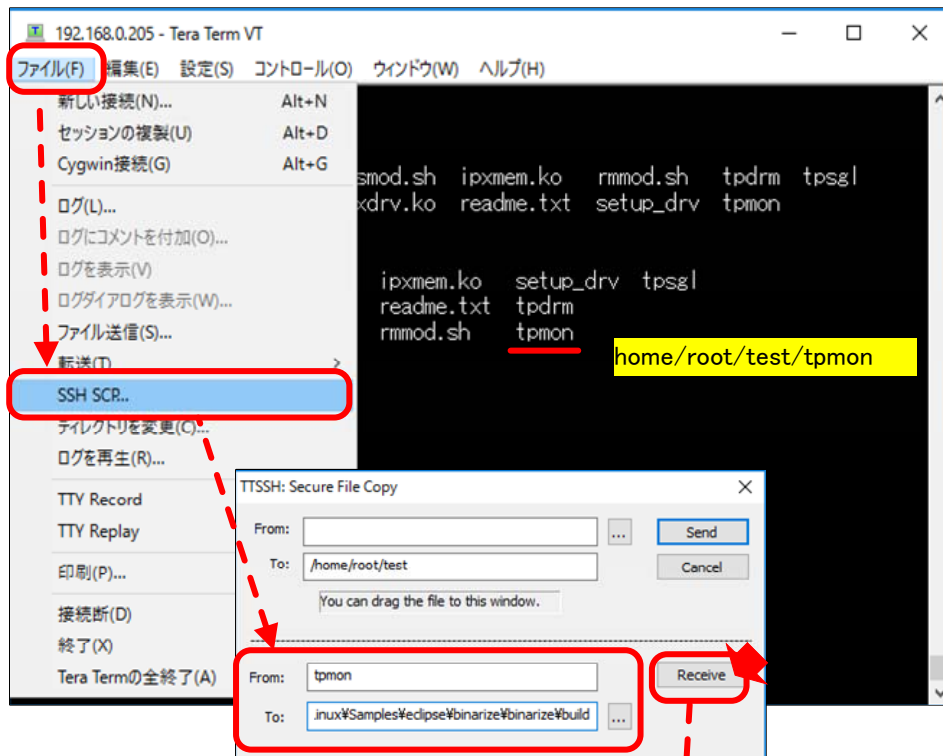 192.168.0.205 - Tera Term VT
ファイル(F) 編集(E) 設定(S) コントロール(O) ウィンドウ(W) ヘルプ(H)
新しい接続(N)... Alt+N
セッションの複製(U) Alt+D
Cygwin接続(G) Alt+G
smod.sh ipxmem.ko rmmod.sh tpdrm tpsgl
xdrv.ko readme.txt setup_drv tpmon
ログ(L)...
ログにコメントを付加(O)...
ログを表示(V)
ログダイアログを表示(W)...
ファイル送信(S)...
転送(T)
ipxmem.ko setup_drv tpsgl
readme.txt tpdrm
rmmod.sh tpmon
home/root/test/tpmon
SSH SCP...
ディレクトリを変更(C)...
ログを再生(R)...
TTY Record
TTY Replay
印刷(P)...
接続断(D)
終了(X)
Tera Termの全終了(A)
TTSSH: Secure File Copy
From: ... Send
To: /home/root/test Cancel
You can drag the file to this window.
From: tpmon Receive
To: .inux¥Samples¥eclipse¥binarize¥binarize¥build ...